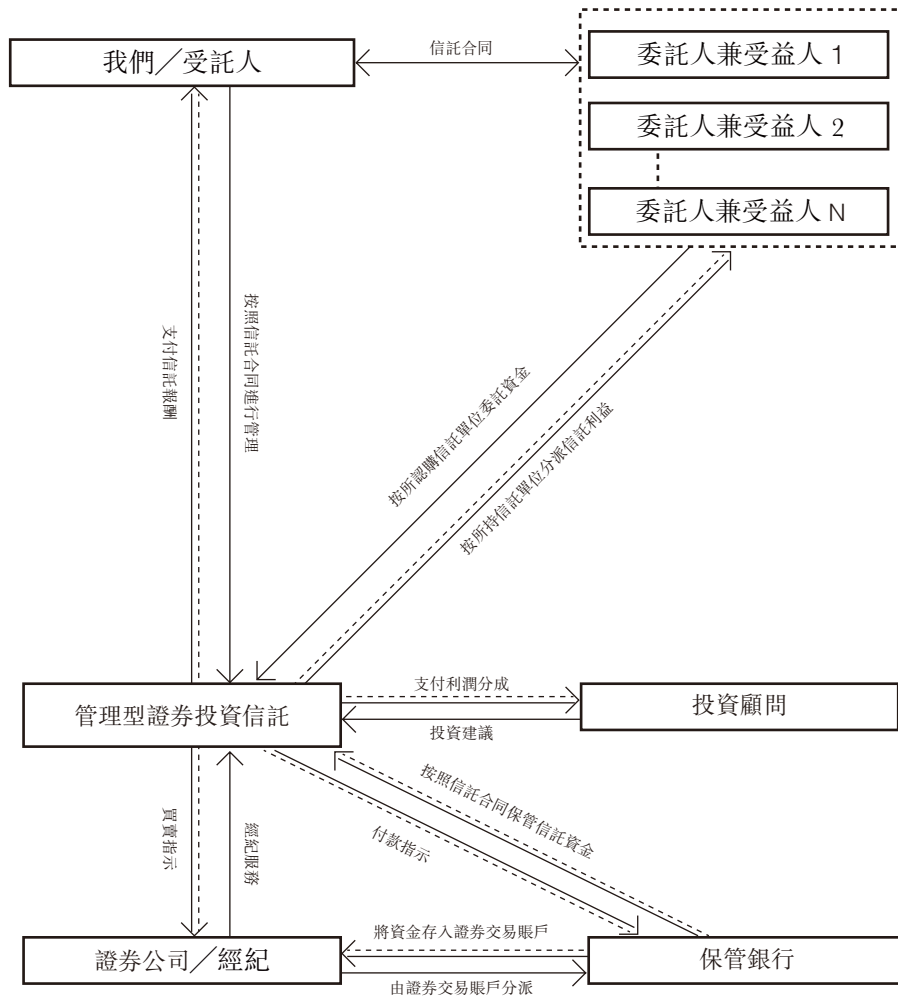 我們／受託人
信託合同
委託人兼受益人 1
委託人兼受益人 2
委託人兼受益人 N
支付信託報酬
按照信託合同進行管理
按所認購信託單位委託資金
按所持信託單位分派信託利益
管理型證券投資信託
支付利潤分成
投資建議
投資顧問
買賣指示
經紀服務
付款指示
按照信託合同保管信託資金
證券公司／經紀
將資金存入證券交易賬戶
由證券交易賬戶分派
保管銀行